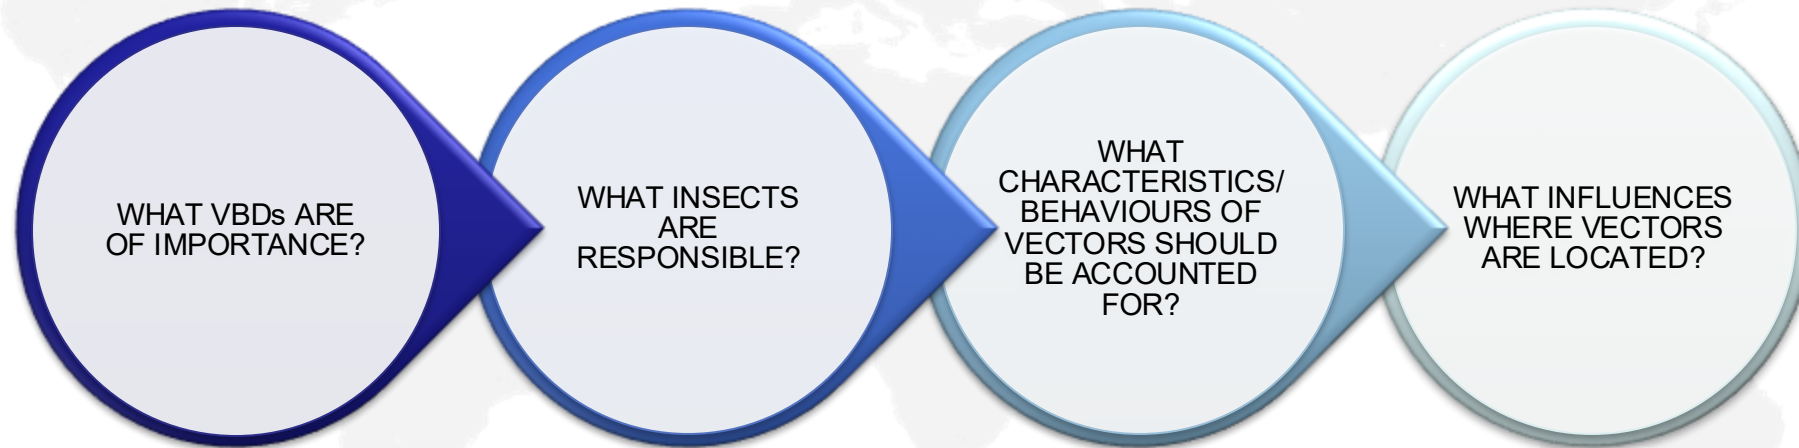 WHAT VBDs ARE
OF IMPORTANCE?
WHAT INSECTS
ARE
RESPONSIBLE?
WHAT
CHARACTERISTICS/
BEHAVIOURS OF
VECTORS SHOULD
BE ACCOUNTED
FOR?
WHAT INFLUENCES
WHERE VECTORS
ARE LOCATED?